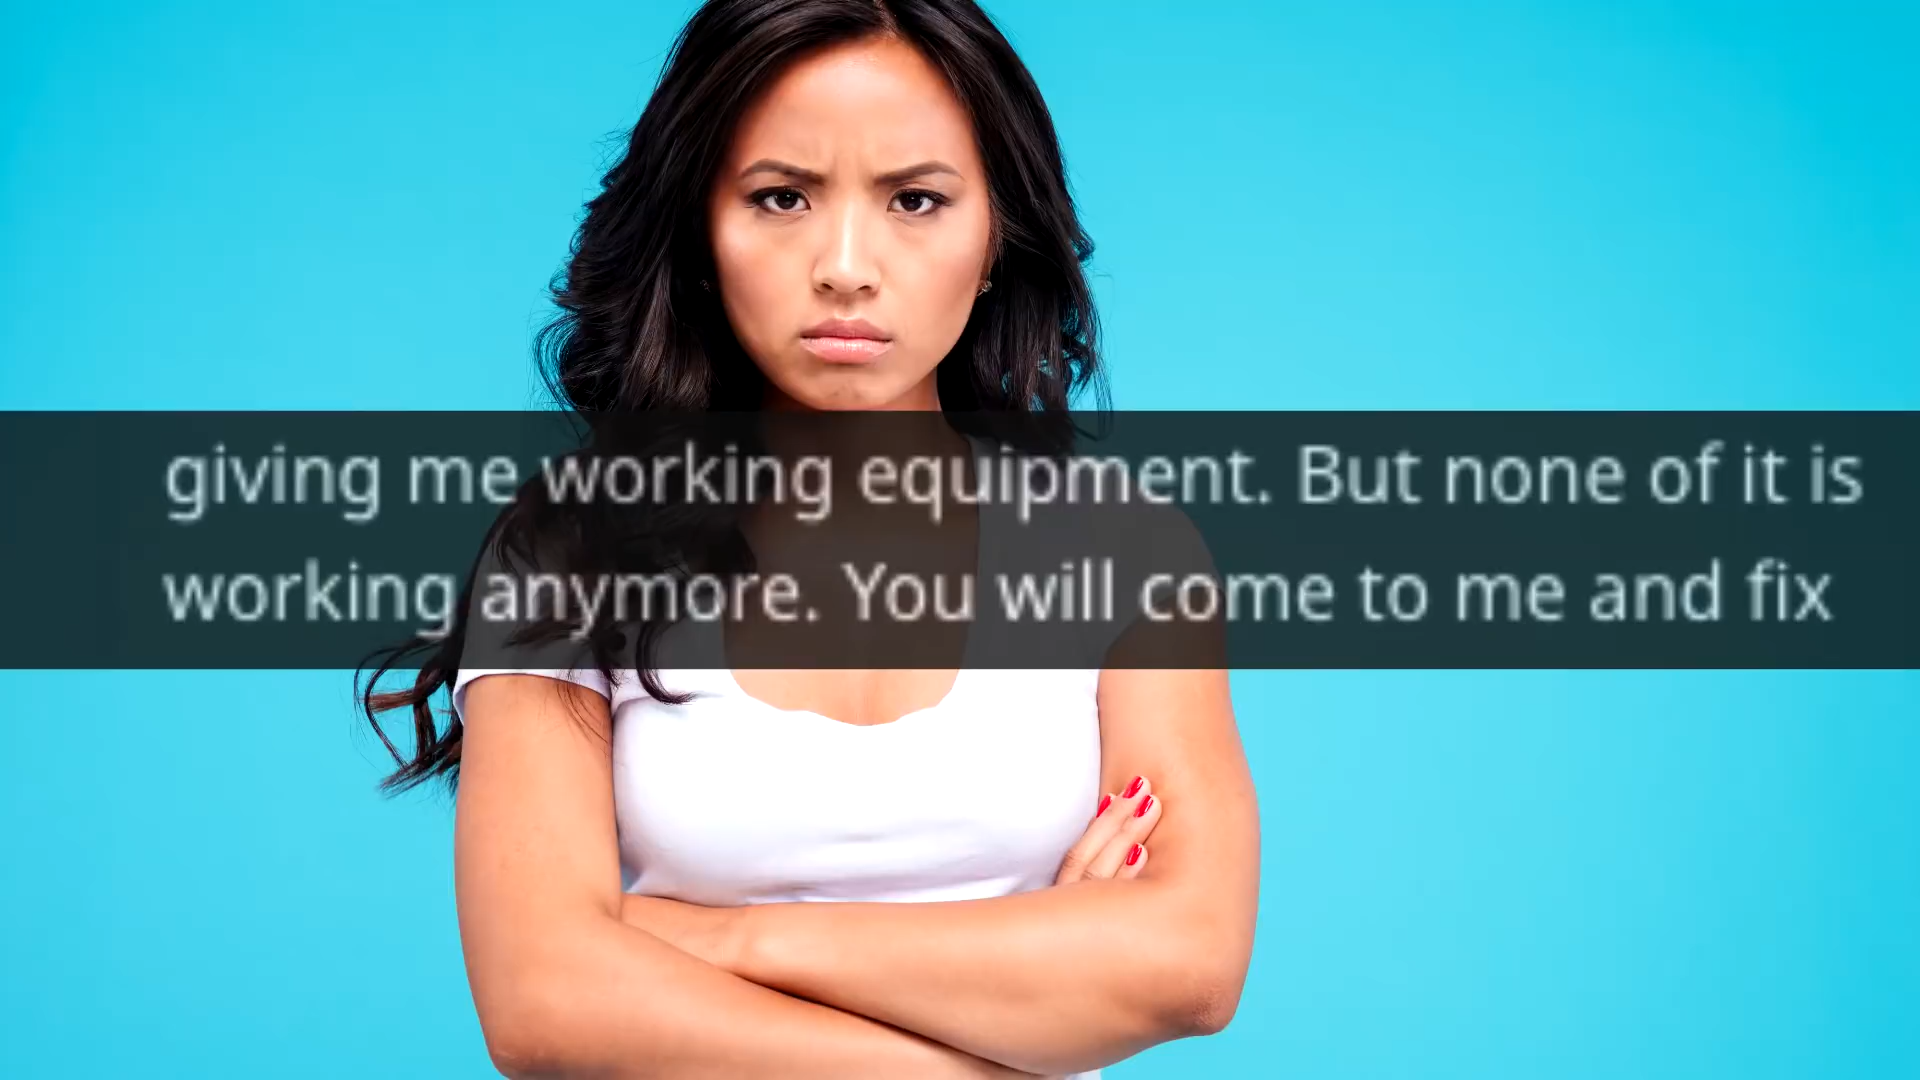 giving me working equipment. But none of it is
working anymore. You will come to me and fix